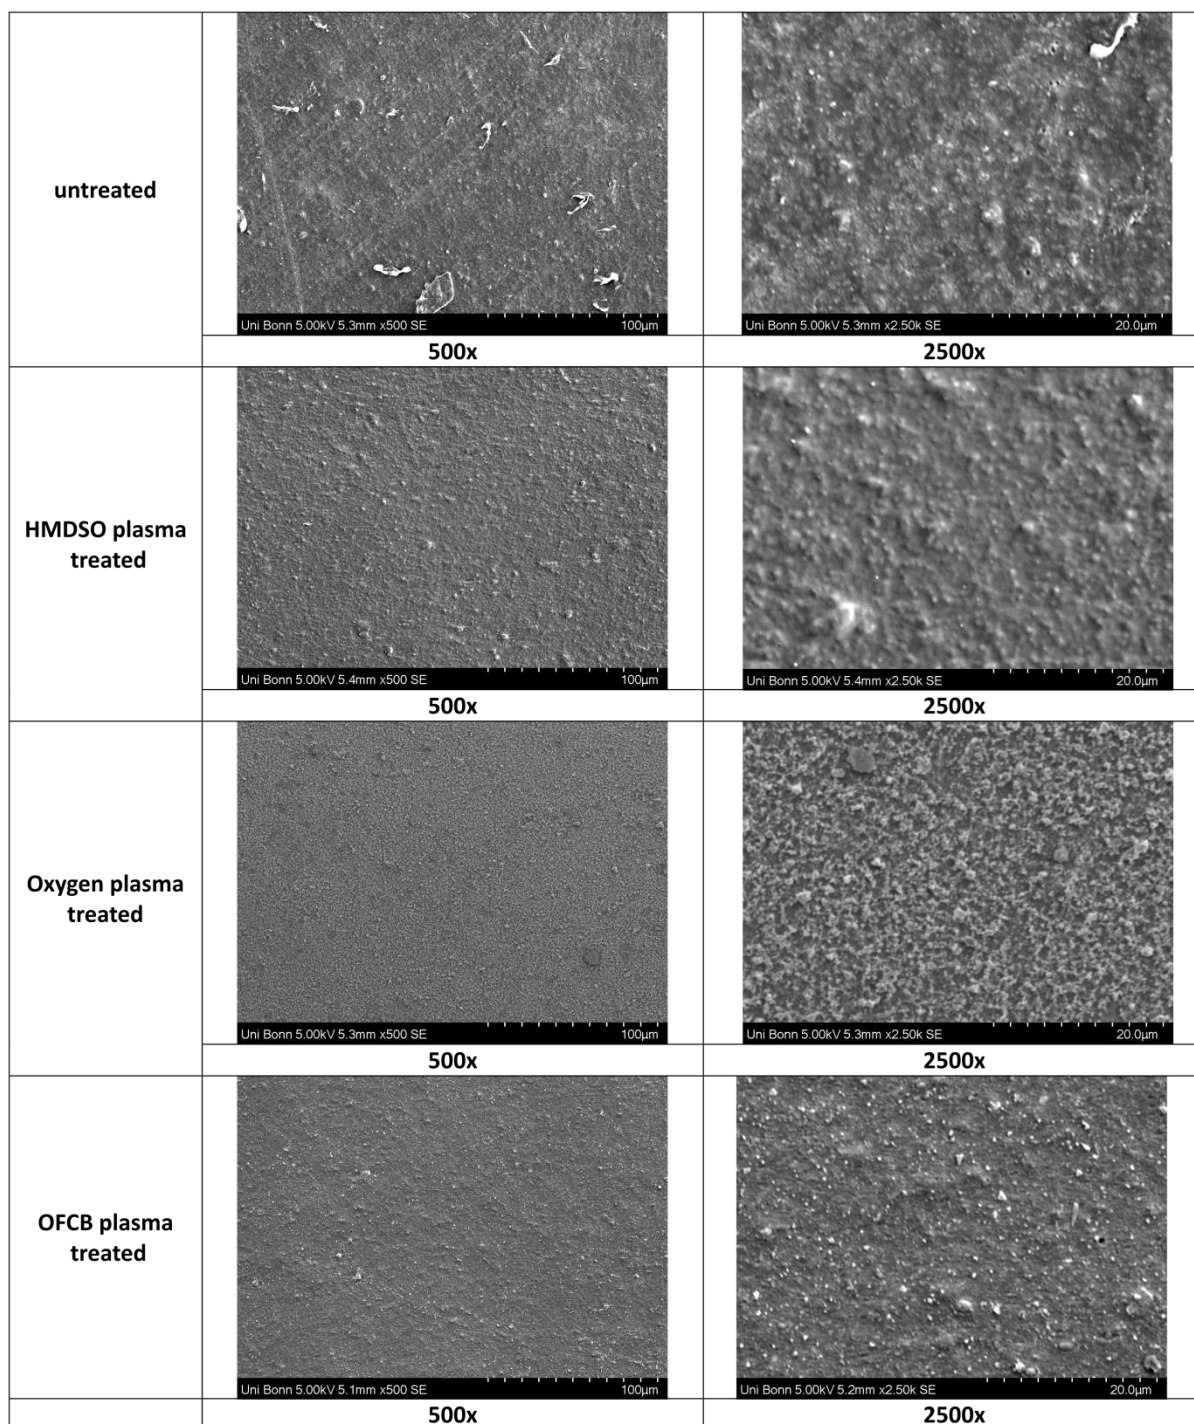 untreated
Uni Bonn 5.00kV 5.3mm x500 SE 100µm
Uni Bonn 5.00kV 5.3mm x2.50k SE 20.0µm
500x
2500x
HMDSO plasma
treated
Uni Bonn 5.00kV 5.4mm x500 SE 100µm
Uni Bonn 5.00kV 5.4mm x2.50k SE 20.0µm
500x
2500x
Oxygen plasma
treated
Uni Bonn 5.00kV 5.3mm x500 SE 100µm
Uni Bonn 5.00kV 5.3mm x2.50k SE 20.0µm
500x
2500x
OFCB plasma
treated
Uni Bonn 5.00kV 5.1mm x500 SE 100µm
Uni Bonn 5.00kV 5.2mm x2.50k SE 20.0µm
500x
2500x